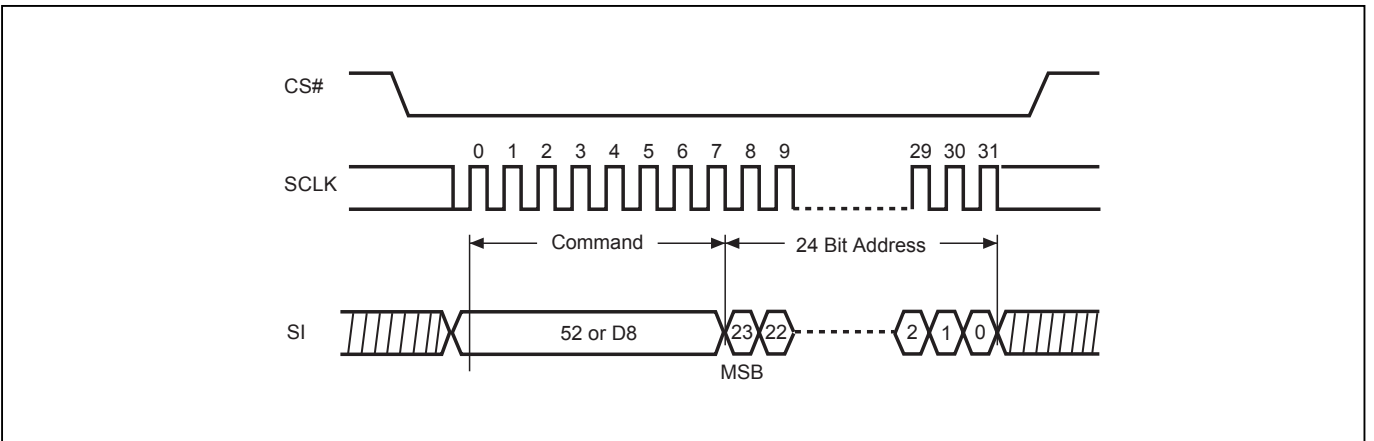 CS#
0 1 2 3 4 5 6 7 8 9 29 30 31
SCLK
Command 24 Bit Address
SI 52 or D8 23 22 2 1 0
MSB